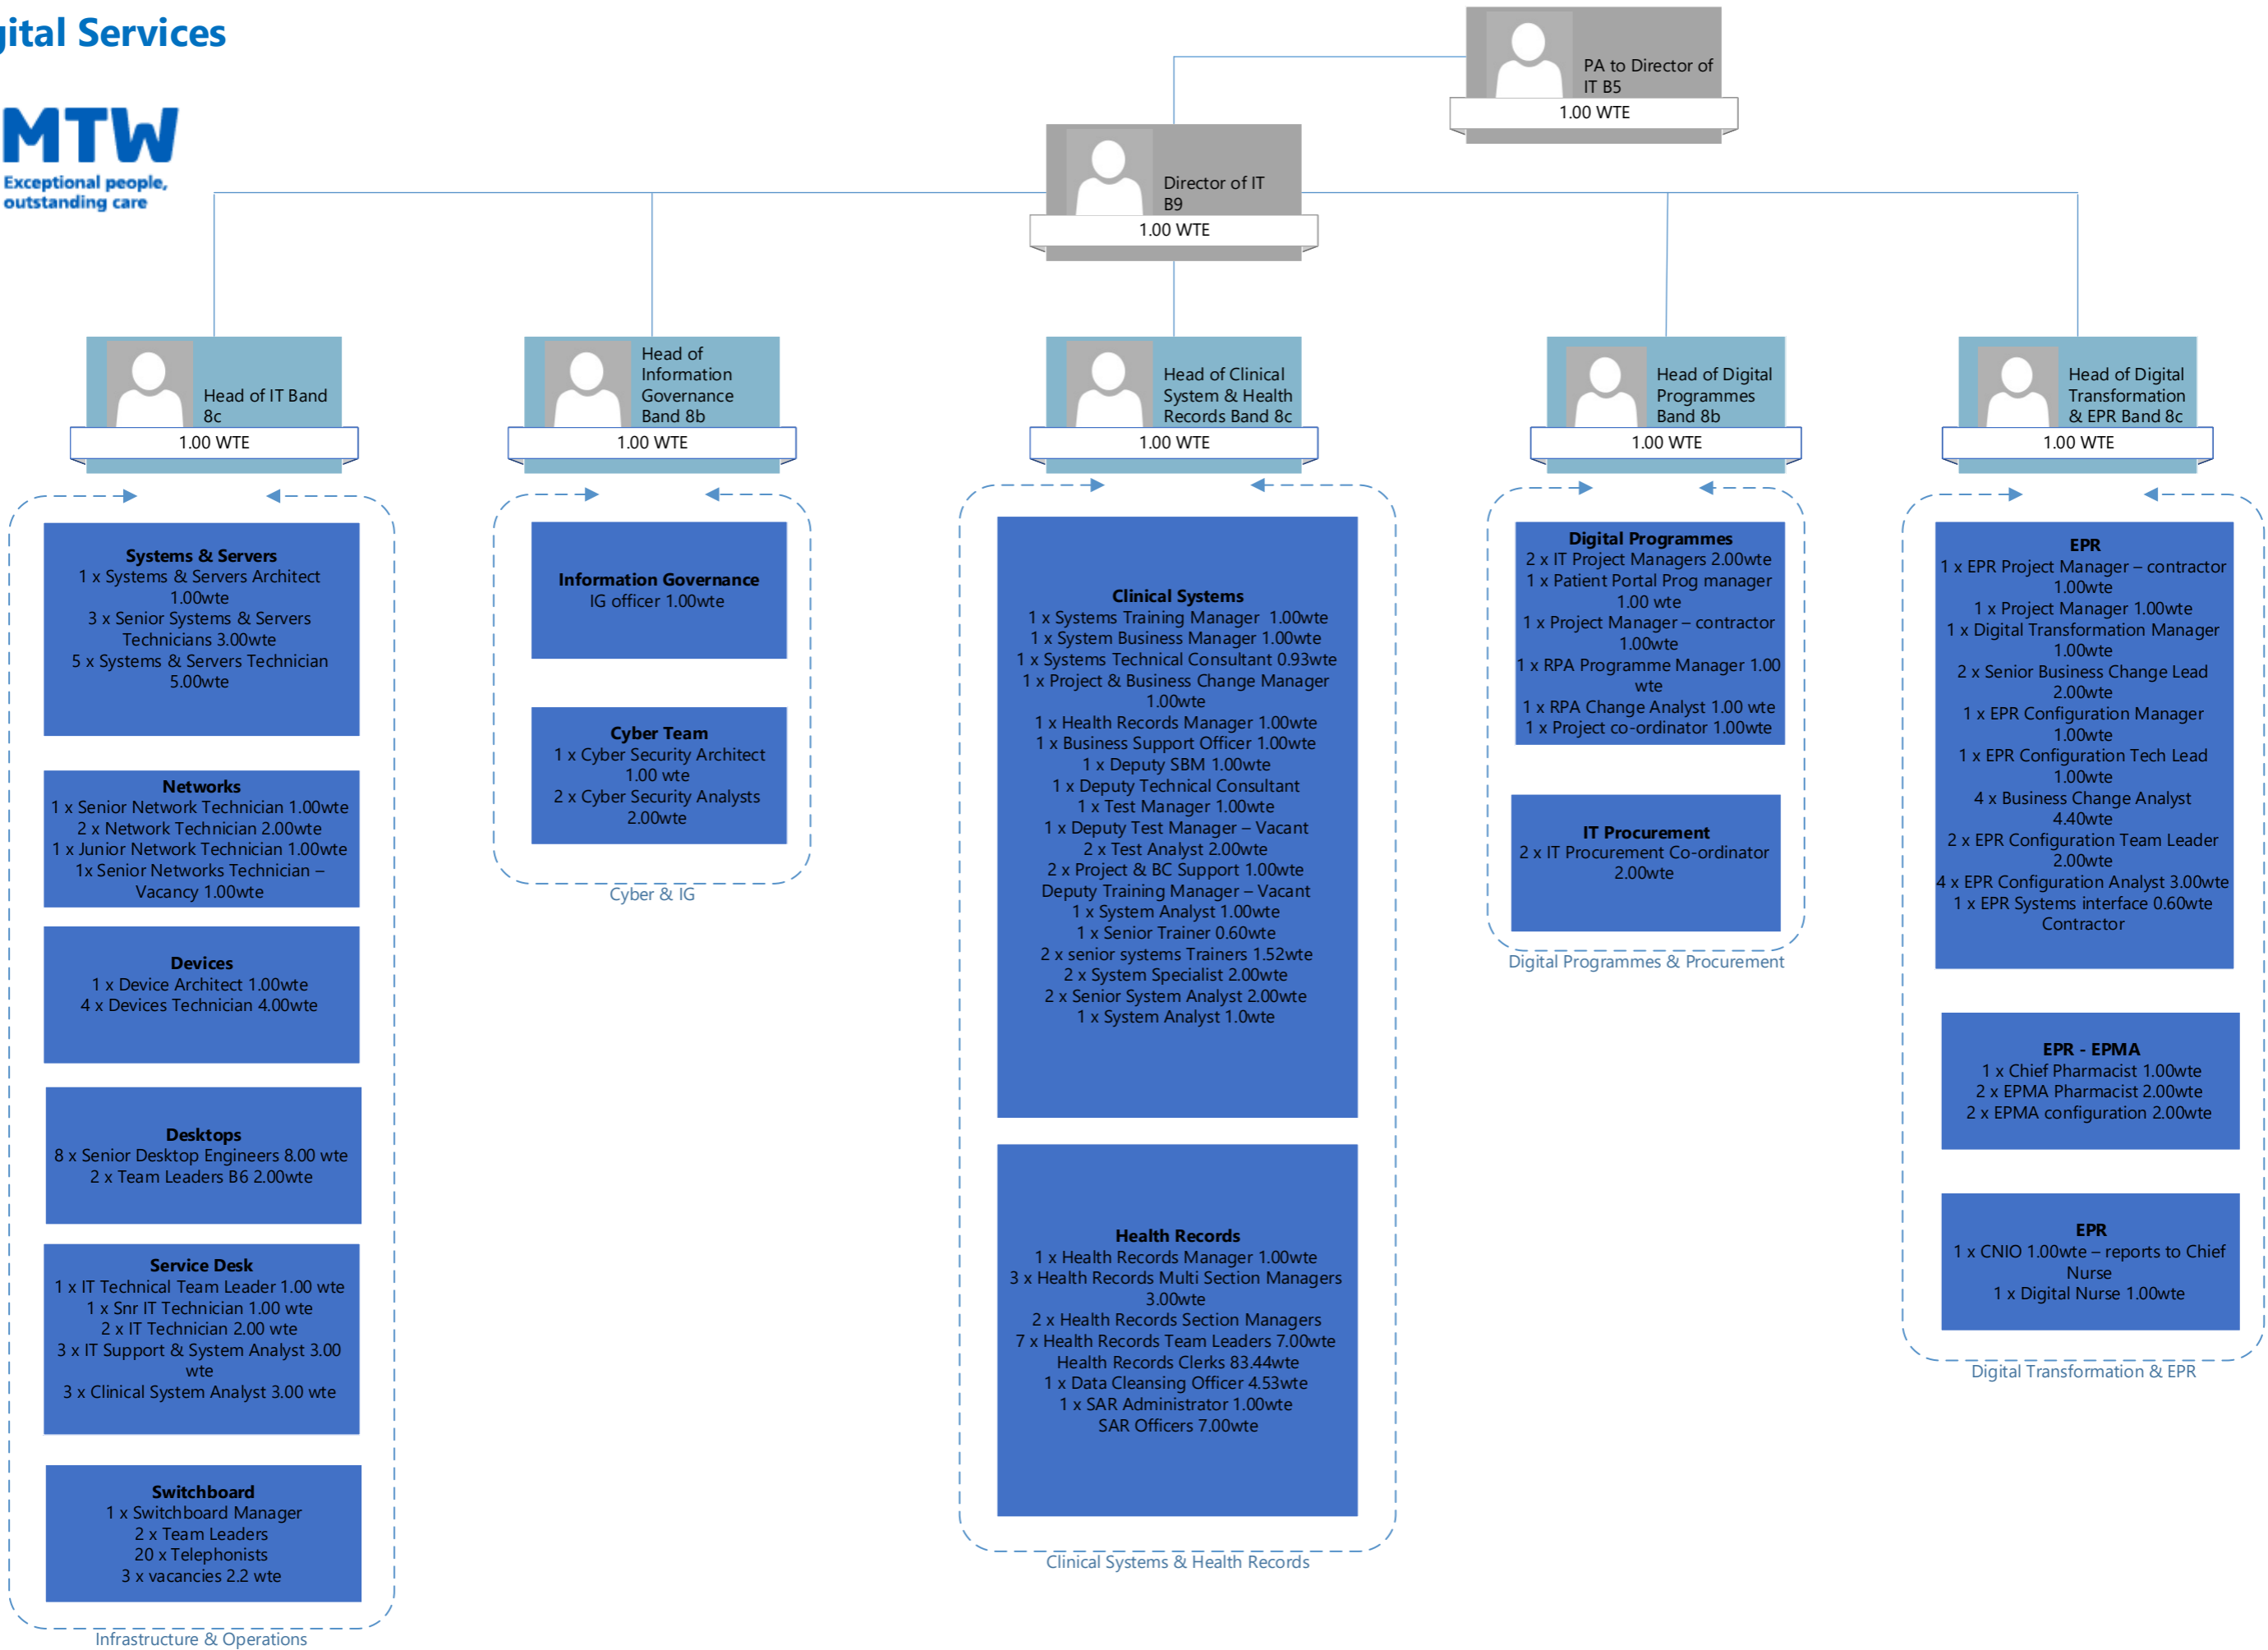 gital Services
MTW
Exceptional people,
outstanding care
PA to Director of
IT B5
1.00 WTE
Director of IT
B9
1.00 WTE
Head of IT Band
8c
1.00 WTE
Head of
Information
Governance
Band 8b
1.00 WTE
Head of Clinical
System & Health
Records Band 8c
1.00 WTE
Head of Digital
Programmes
Band 8b
1.00 WTE
Head of Digital
Transformation
& EPR Band 8c
1.00 WTE
Systems & Servers
1 x Systems & Servers Architect
1.00wte
3 x Senior Systems & Servers
Technicians 3.00wte
5 x Systems & Servers Technician
5.00wte
Networks
1 x Senior Network Technician 1.00wte
2 x Network Technician 2.00wte
1 x Junior Network Technician 1.00wte
1x Senior Networks Technician –
Vacancy 1.00wte
Devices
1 x Device Architect 1.00wte
4 x Devices Technician 4.00wte
Desktops
8 x Senior Desktop Engineers 8.00 wte
2 x Team Leaders B6 2.00wte
Service Desk
1 x IT Technical Team Leader 1.00 wte
1 x Snr IT Technician 1.00 wte
2 x IT Technician 2.00 wte
3 x IT Support & System Analyst 3.00
wte
3 x Clinical System Analyst 3.00 wte
Switchboard
1 x Switchboard Manager
2 x Team Leaders
20 x Telephonists
3 x vacancies 2.2 wte
Infrastructure & Operations
Information Governance
IG officer 1.00wte
Cyber Team
1 x Cyber Security Architect
1.00 wte
2 x Cyber Security Analysts
2.00wte
Cyber & IG
Clinical Systems
1 x Systems Training Manager  1.00wte
1 x System Business Manager 1.00wte
1 x Systems Technical Consultant 0.93wte
1 x Project & Business Change Manager
1.00wte
1 x Health Records Manager 1.00wte
1 x Business Support Officer 1.00wte
1 x Deputy SBM 1.00wte
1 x Deputy Technical Consultant
1 x Test Manager 1.00wte
1 x Deputy Test Manager – Vacant
2 x Test Analyst 2.00wte
2 x Project & BC Support 1.00wte
Deputy Training Manager – Vacant
1 x System Analyst 1.00wte
1 x Senior Trainer 0.60wte
2 x senior systems Trainers 1.52wte
2 x System Specialist 2.00wte
2 x Senior System Analyst 2.00wte
1 x System Analyst 1.0wte
Health Records
1 x Health Records Manager 1.00wte
3 x Health Records Multi Section Managers
3.00wte
2 x Health Records Section Managers
7 x Health Records Team Leaders 7.00wte
Health Records Clerks 83.44wte
1 x Data Cleansing Officer 4.53wte
1 x SAR Administrator 1.00wte
SAR Officers 7.00wte
Clinical Systems & Health Records
Digital Programmes
2 x IT Project Managers 2.00wte
1 x Patient Portal Prog manager
1.00 wte
1 x Project Manager – contractor
1.00wte
1 x RPA Programme Manager 1.00
wte
1 x RPA Change Analyst 1.00 wte
1 x Project co-ordinator 1.00wte
IT Procurement
2 x IT Procurement Co-ordinator
2.00wte
Digital Programmes & Procurement
EPR
1 x EPR Project Manager – contractor
1.00wte
1 x Project Manager 1.00wte
1 x Digital Transformation Manager
1.00wte
2 x Senior Business Change Lead
2.00wte
1 x EPR Configuration Manager
1.00wte
1 x EPR Configuration Tech Lead
1.00wte
4 x Business Change Analyst
4.40wte
2 x EPR Configuration Team Leader
2.00wte
4 x EPR Configuration Analyst 3.00wte
1 x EPR Systems interface 0.60wte
Contractor
EPR - EPMA
1 x Chief Pharmacist 1.00wte
2 x EPMA Pharmacist 2.00wte
2 x EPMA configuration 2.00wte
EPR
1 x CNIO 1.00wte – reports to Chief
Nurse
1 x Digital Nurse 1.00wte
Digital Transformation & EPR